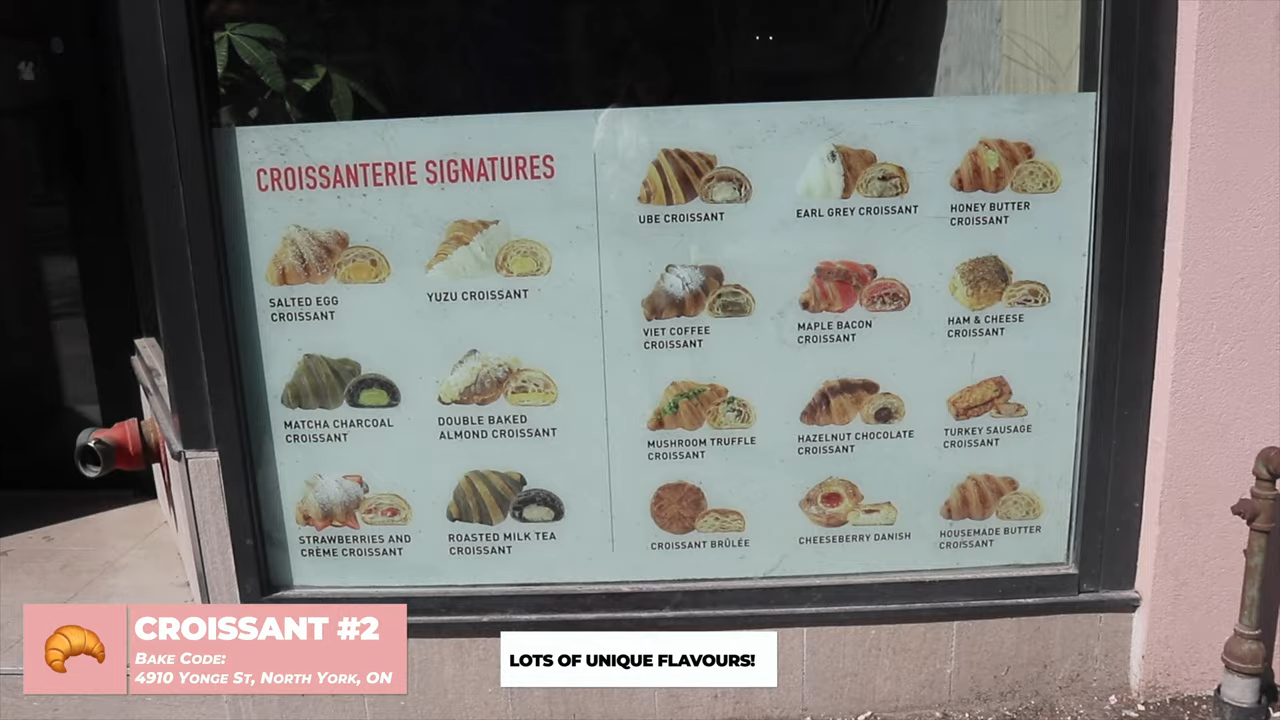 CROISSANTERIE SIGNATURES
SALTED EGG
CROISSANT
YUZU CROISSANT
MATCHA CHARCOAL
CROISSANT
DOUBLE BAKED
ALMOND CROISSANT
STRAWBERRIES AND
CRÈME CROISSANT
ROASTED MILK TEA
CROISSANT
UBE CROISSANT
EARL GREY CROISSANT
HONEY BUTTER
CROISSANT
VIET COFFEE
CROISSANT
MAPLE BACON
CROISSANT
HAM & CHEESE
CROISSANT
MUSHROOM TRUFFLE
CROISSANT
HAZELNUT CHOCOLATE
CROISSANT
TURKEY SAUSAGE
CROISSANT
CROISSANT BRÛLÉE
CHEESEBERRY DANISH
HOUSEMADE BUTTER
CROISSANT
CROISSANT #2
BAKE CODE:
4910 YONGE ST, NORTH YORK, ON
LOTS OF UNIQUE FLAVOURS!